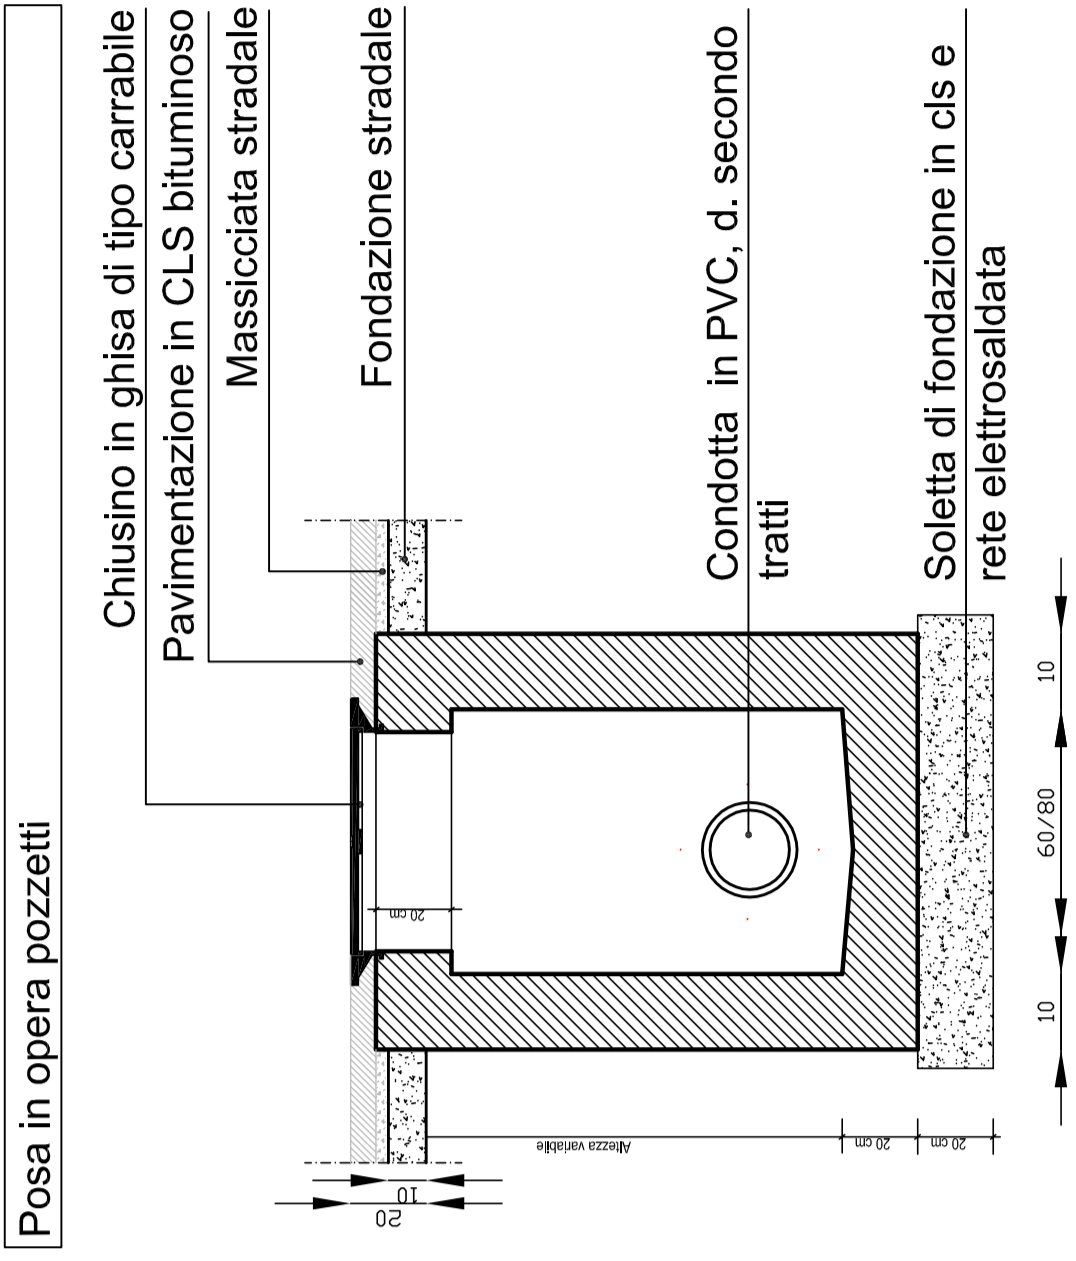 Posa in opera pozzetti
Chiusino in ghisa di tipo carrabile
Pavimentazione in CLS bituminoso
Massicciata stradale
Fondazione stradale
Condotta in PVC, d. secondo
tratti
Soletta di fondazione in cls e
rete elettrosaldata
20 cm
Altezza variabile
20 cm
20 cm
10
20
10
60/80
10